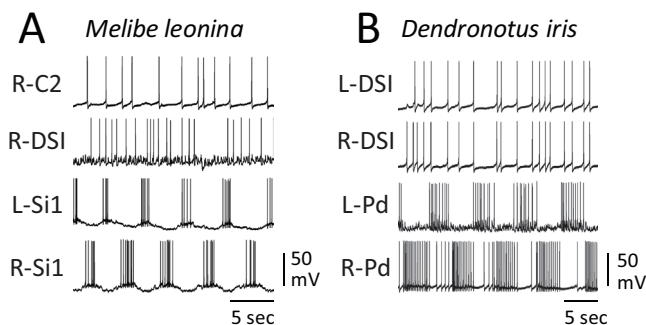 A Melibe leonina
R-C2
R-DSI
L-Si1
R-Si1
50
mV
5 sec
B Dendronotus iris
L-DSI
R-DSI
L-Pd
R-Pd
50
mV
5 sec